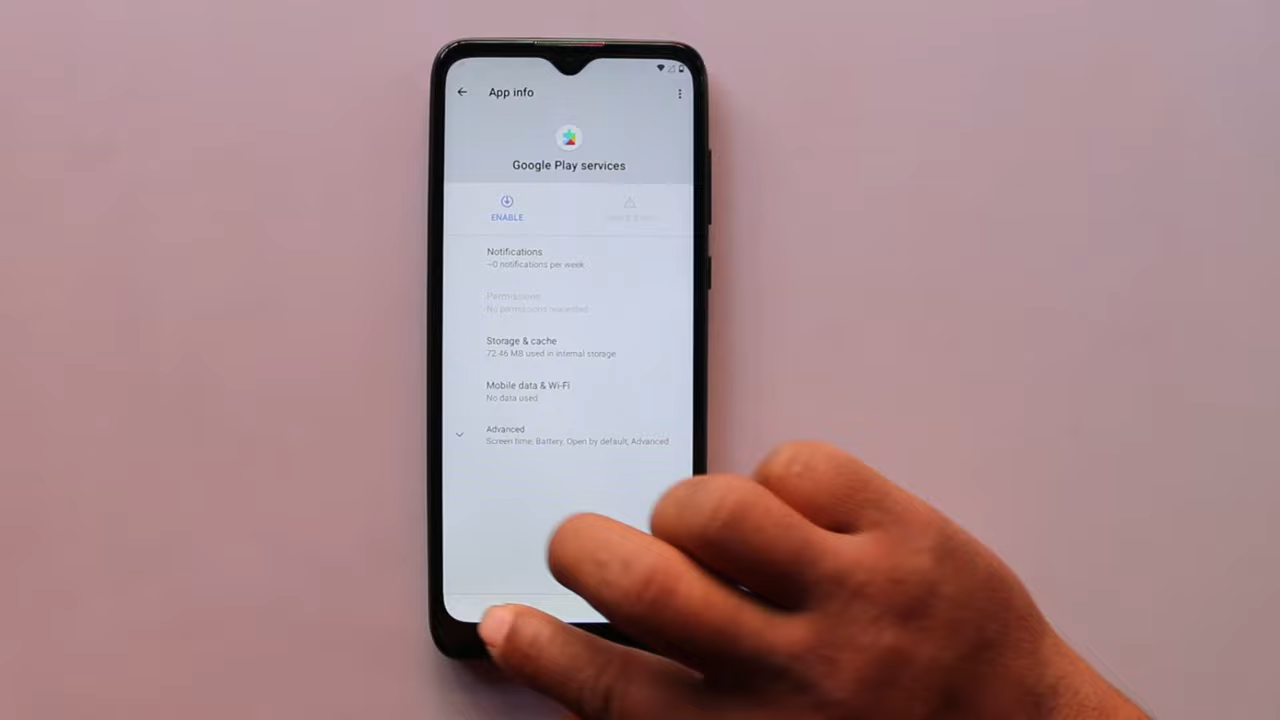 App info
Google Play services
ENABLE
Notifications
~0 notifications per week
Permissions
No permissions requested
Storage & cache
72.46 MB used in internal storage
Mobile data & Wi-Fi
No data used
Advanced
Screen time, Battery, Open by default, Advanced